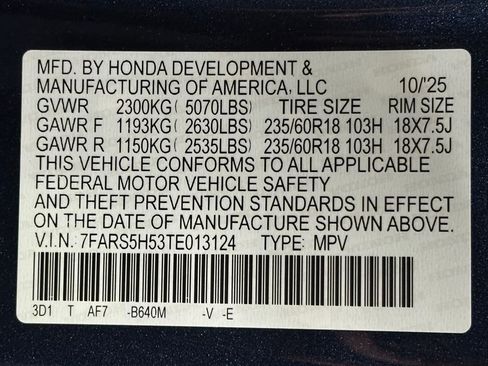 MFD. BY HONDA DEVELOPMENT &
MANUFACTURING OF AMERICA, LLC 10/'25
GVWR 2300KG( 5070LBS) TIRE SIZE RIM SIZE
GAWR F 1193KG( 2630LBS) 235/60R18 103H 18X7.5J
GAWR R 1150KG( 2535LBS) 235/60R18 103H 18X7.5J
THIS VEHICLE CONFORMS TO ALL APPLICABLE
FEDERAL MOTOR VEHICLE SAFETY
AND THEFT PREVENTION STANDARDS IN EFFECT
ON THE DATE OF MANUFACTURE SHOWN ABOVE.
V.I.N: 7FARS5H53TE013124 TYPE: MPV
3D1 T AF7 -B640M -V -E